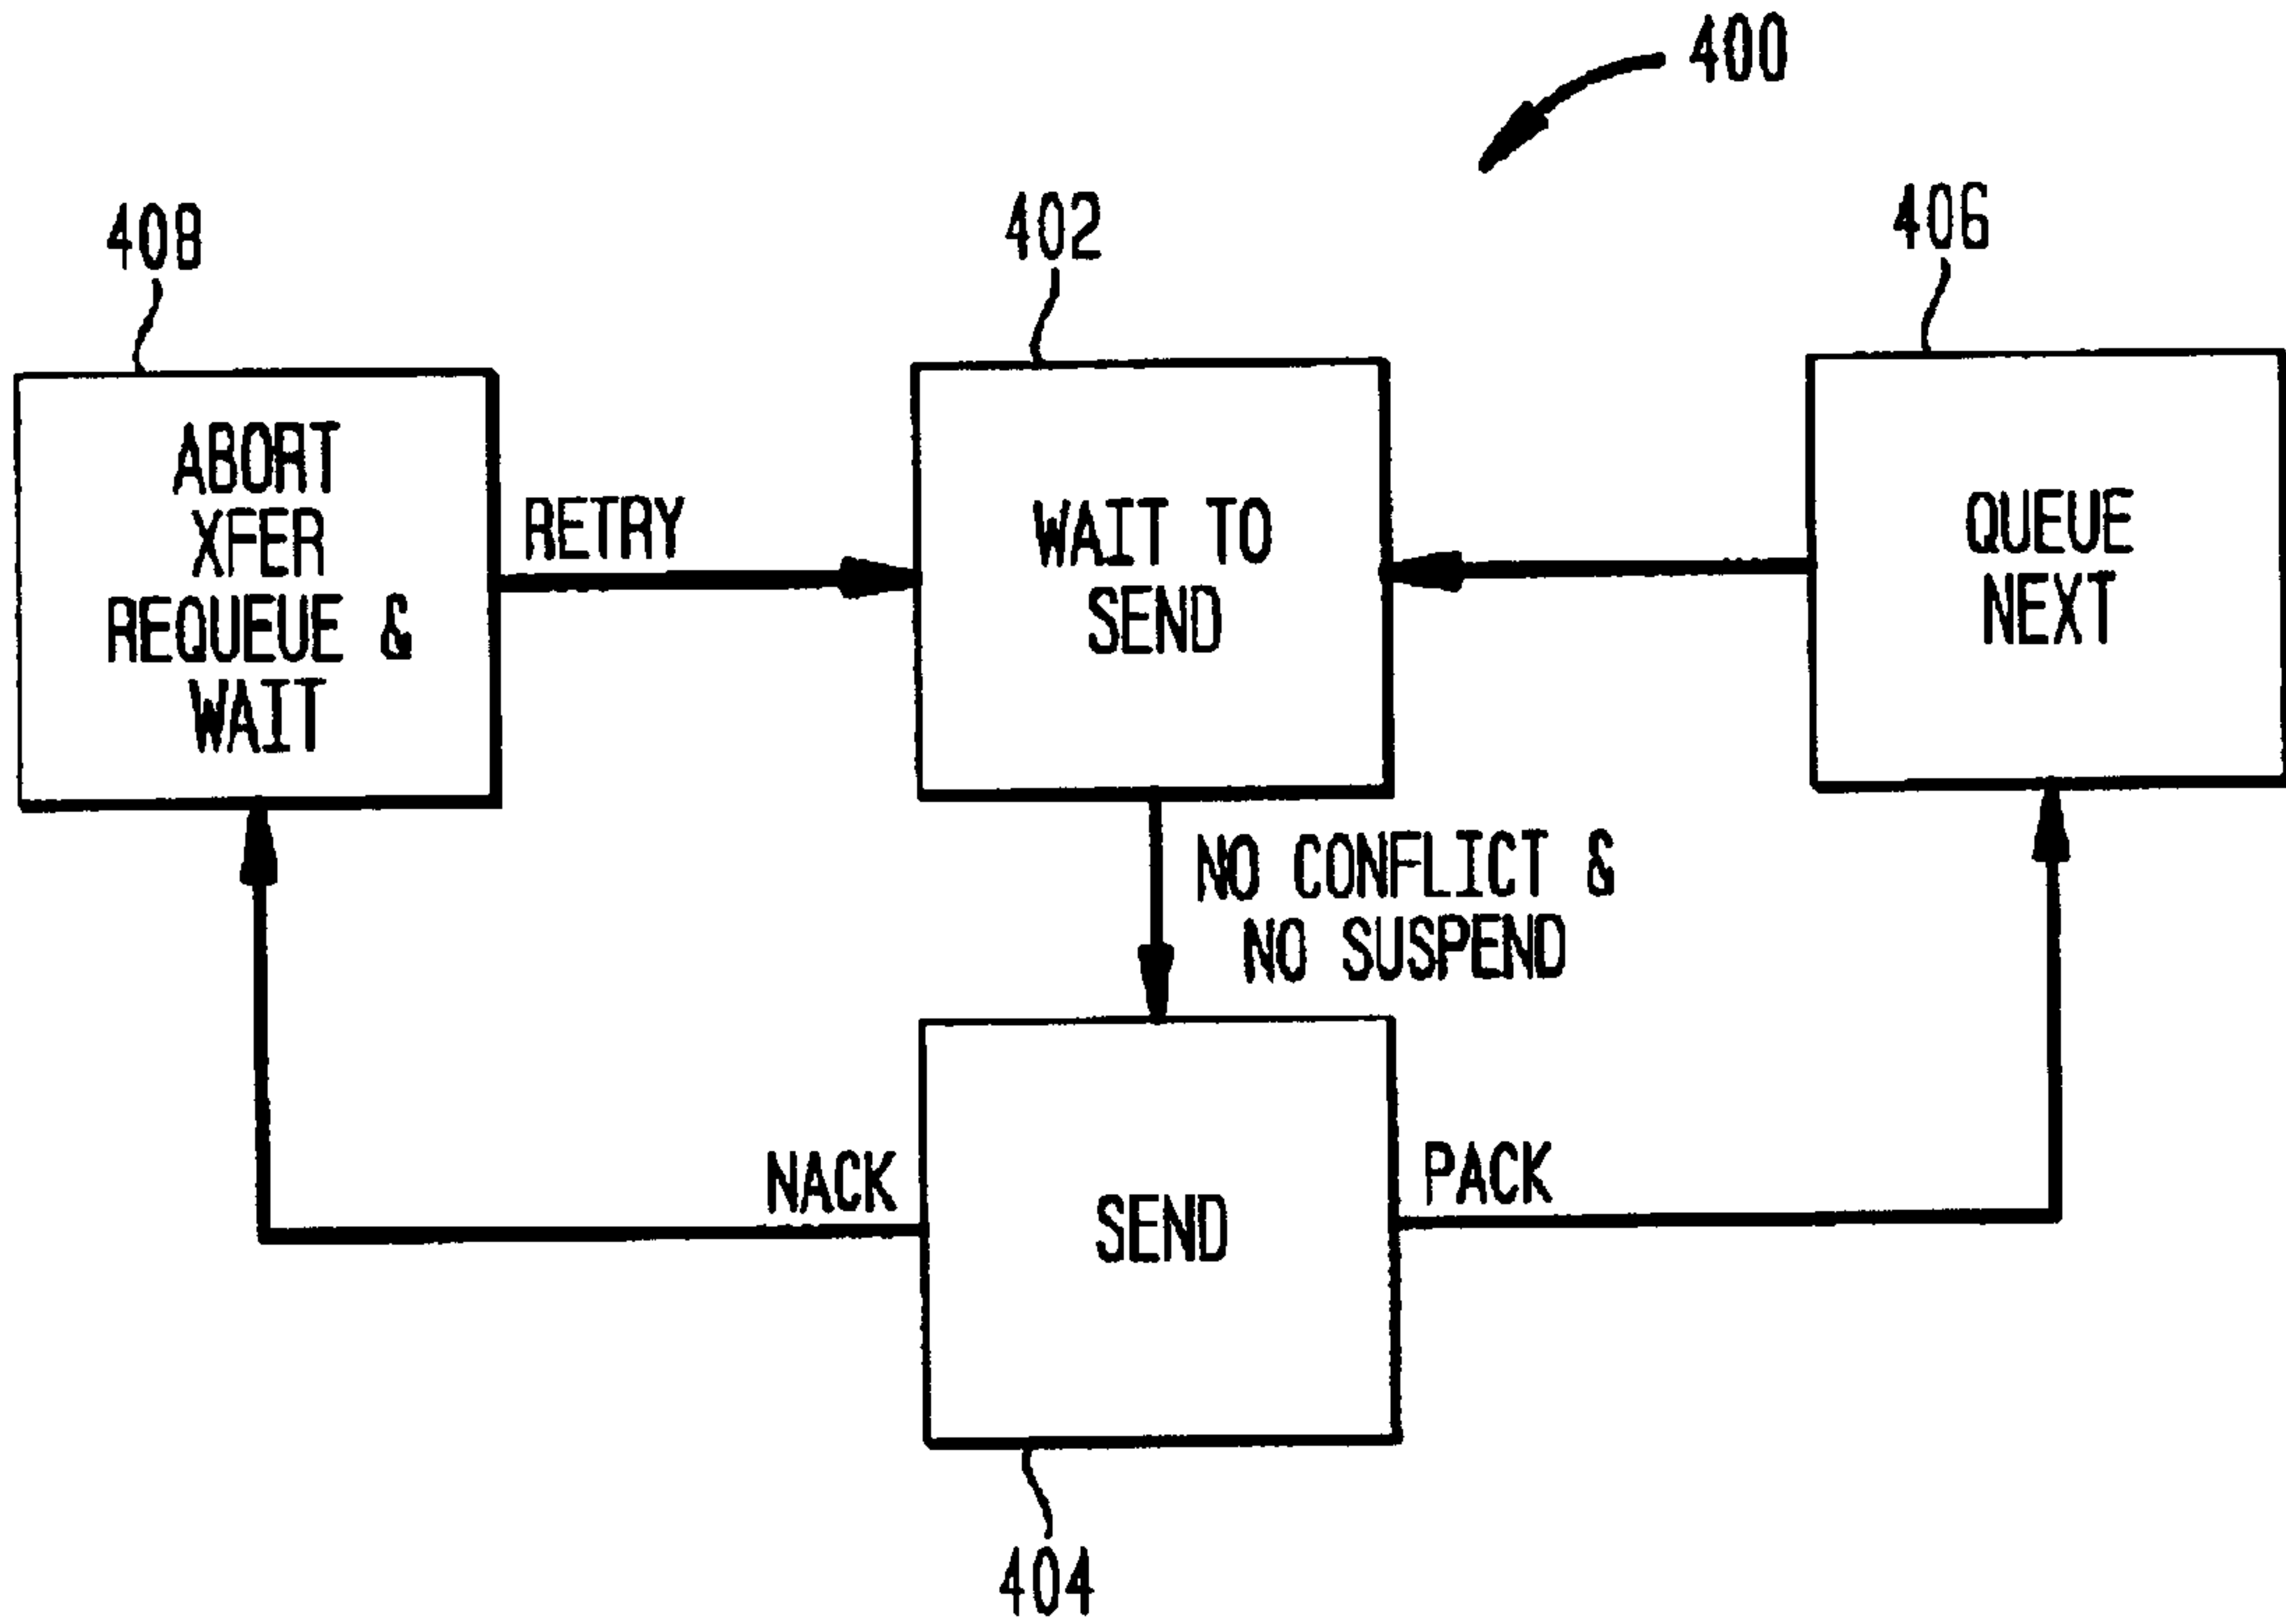 400
408
402
406
ABORT
XFER
REQUEUE &
WAIT
RETRY
WAIT TO
SEND
QUEUE
NEXT
NO CONFLICT &
NO SUSPEND
NACK
SEND
PACK
404